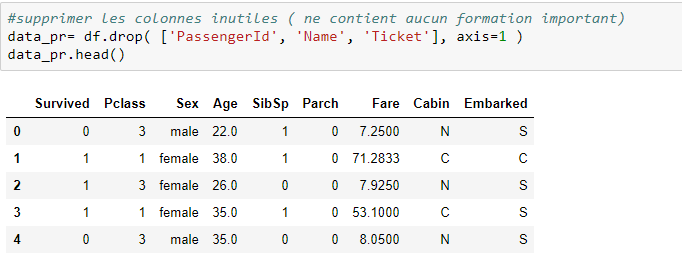 #supprimer les colonnes inutiles ( ne contient aucun formation important)
data_pr= df.drop( ['PassengerId', 'Name', 'Ticket'], axis=1 )
data_pr.head()
Survived Pclass Sex Age SibSp Parch Fare Cabin Embarked
0 0 3 male 22.0 1 0 7.2500 N S
1 1 1 female 38.0 1 0 71.2833 C C
2 1 3 female 26.0 0 0 7.9250 N S
3 1 1 female 35.0 1 0 53.1000 C S
4 0 3 male 35.0 0 0 8.0500 N S